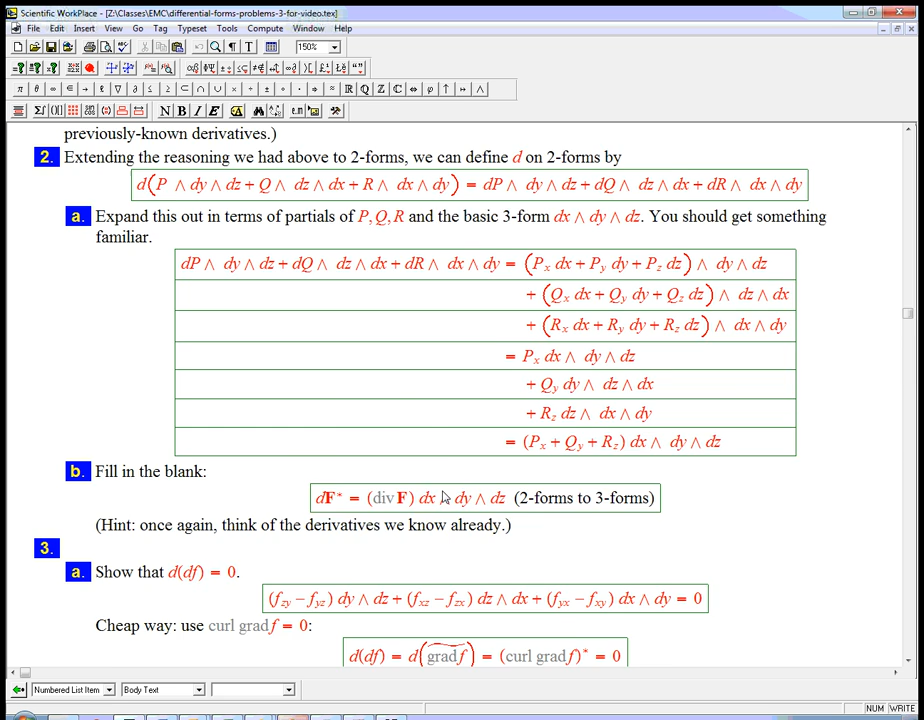 Scientific WorkPlace - [Z:\Classes\EMC\differential-forms-problems-3-for-video.tex]
File Edit Insert View Go Tag Typeset Tools Compute Window Help
150%
N B I E
previously-known derivatives.)
2. Extending the reasoning we had above to 2-forms, we can define d on 2-forms by
d(P ∧ dy ∧ dz + Q ∧ dz ∧ dx + R ∧ dx ∧ dy) = dP ∧ dy ∧ dz + dQ ∧ dz ∧ dx + dR ∧ dx ∧ dy
a. Expand this out in terms of partials of P, Q, R and the basic 3-form dx ∧ dy ∧ dz. You should get something
familiar.
dP ∧ dy ∧ dz + dQ ∧ dz ∧ dx + dR ∧ dx ∧ dy = (Pₓ dx + P_y dy + P_z dz) ∧ dy ∧ dz
+ (Qₓ dx + Q_y dy + Q_z dz) ∧ dz ∧ dx
+ (Rₓ dx + R_y dy + R_z dz) ∧ dx ∧ dy
= Pₓ dx ∧ dy ∧ dz
+ Q_y dy ∧ dz ∧ dx
+ R_z dz ∧ dx ∧ dy
= (Pₓ + Q_y + R_z) dx ∧ dy ∧ dz
b. Fill in the blank:
dF* = (div F) dx ∧ dy ∧ dz (2-forms to 3-forms)
(Hint: once again, think of the derivatives we know already.)
3.
a. Show that d(df) = 0.
(f_zy − f_yz) dy ∧ dz + (f_xz − f_zx) dz ∧ dx + (f_yx − f_xy) dx ∧ dy = 0
Cheap way: use curl grad f = 0:
d(df) = d(grad f) = (curl grad f)* = 0
Numbered List Item Body Text
NUM WRITE